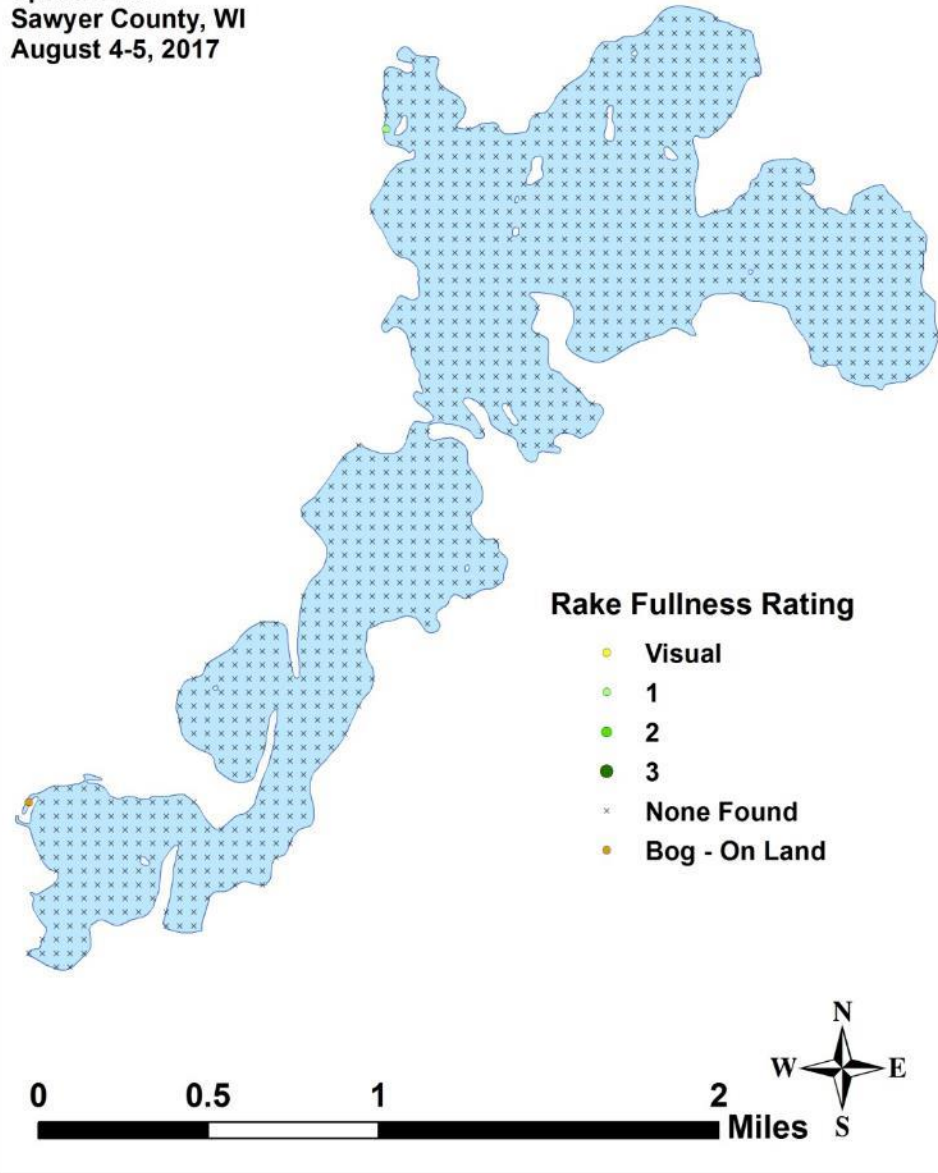 Sawyer County, WI
August 4-5, 2017
Rake Fullness Rating
Visual
1
2
3
None Found
Bog - On Land
N
W E
S
0 0.5 1 2
Miles